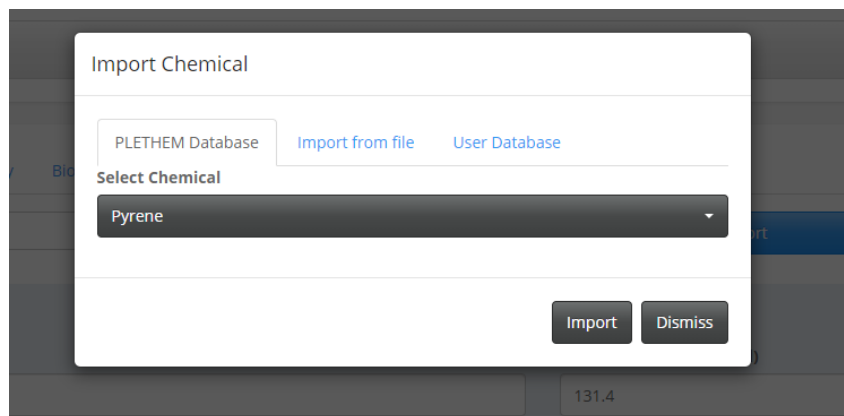 Import Chemical
PLETHEM Database Import from file User Database
Select Chemical
Pyrene
Import Dismiss
131.4